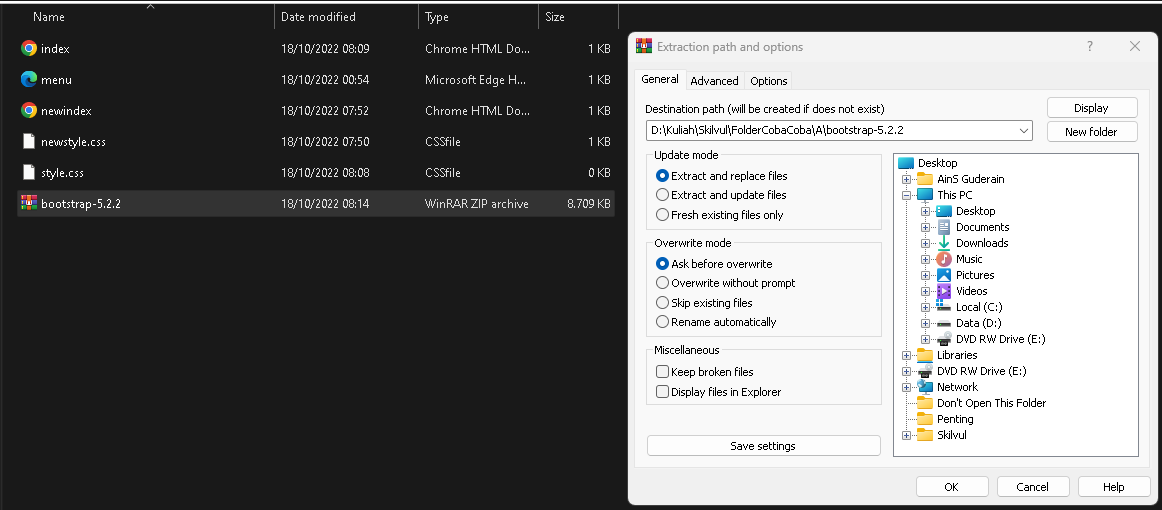 Name Date modified Type Size
index 18/10/2022 08:09 Chrome HTML Do... 1 KB
menu 18/10/2022 00:54 Microsoft Edge H... 1 KB
newindex 18/10/2022 07:52 Chrome HTML Do... 1 KB
newstyle.css 18/10/2022 07:50 CSSfile 1 KB
style.css 18/10/2022 08:08 CSSfile 0 KB
bootstrap-5.2.2 18/10/2022 08:14 WinRAR ZIP archive 8.709 KB
Extraction path and options ?
General Advanced Options
Destination path (will be created if does not exist)
Display
D:\Kuliah\Skilvul\FolderCobaCoba\A\bootstrap-5.2.2
New folder
Update mode
Extract and replace files
Extract and update files
Fresh existing files only
Overwrite mode
Ask before overwrite
Overwrite without prompt
Skip existing files
Rename automatically
Miscellaneous
Keep broken files
Display files in Explorer
Save settings
Desktop
AinS Guderain
This PC
Desktop
Documents
Downloads
Music
Pictures
Videos
Local (C:)
Data (D:)
DVD RW Drive (E:)
Libraries
DVD RW Drive (E:)
Network
Don't Open This Folder
Penting
Skilvul
OK Cancel Help